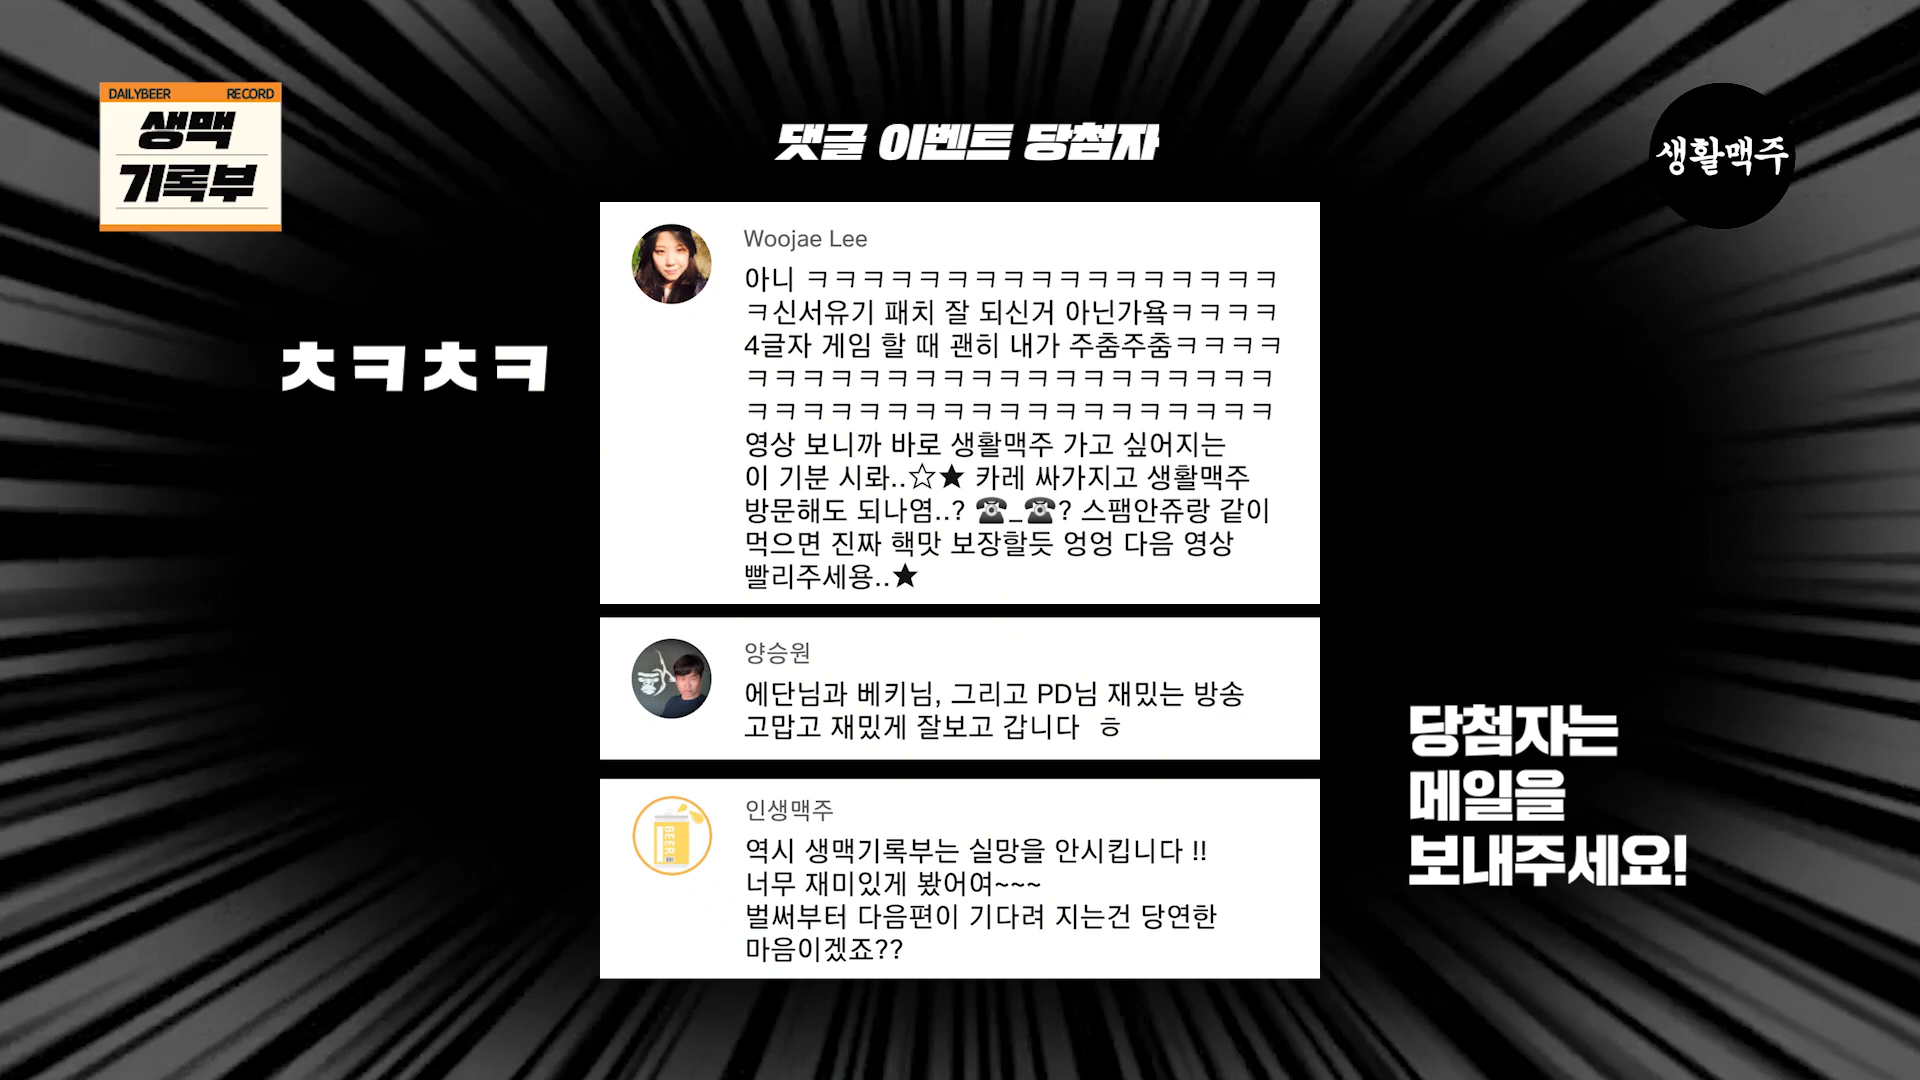 DAILYBEER RECORD
생맥
기록부
댓글 이벤트 당첨자
생활맥주
ㅊㅋㅊㅋ
Woojae Lee
아니 ㅋㅋㅋㅋㅋㅋㅋㅋㅋㅋㅋㅋㅋㅋㅋㅋㅋ
ㅋ신서유기 패치 잘 되신거 아닌가욬ㅋㅋㅋㅋ
4글자 게임 할 때 괜히 내가 주춤주춤ㅋㅋㅋㅋ
ㅋㅋㅋㅋㅋㅋㅋㅋㅋㅋㅋㅋㅋㅋㅋㅋㅋㅋㅋ
ㅋㅋㅋㅋㅋㅋㅋㅋㅋㅋㅋㅋㅋㅋㅋㅋㅋㅋㅋ
영상 보니까 바로 생활맥주 가고 싶어지는
이 기분 시롸..☆★ 카레 싸가지고 생활맥주
방문해도 되나염..? ☎_☎? 스팸안쥬랑 같이
먹으면 진짜 핵맛 보장할듯 엉엉 다음 영상
빨리주세용..★
양승원
에단님과 베키님, 그리고 PD님 재밌는 방송
고맙고 재밌게 잘보고 갑니다 ㅎ
인생맥주
BEER
역시 생맥기록부는 실망을 안시킵니다 !!
너무 재미있게 봤어여~~~
벌써부터 다음편이 기다려 지는건 당연한
마음이겠죠??
당첨자는
메일을
보내주세요!